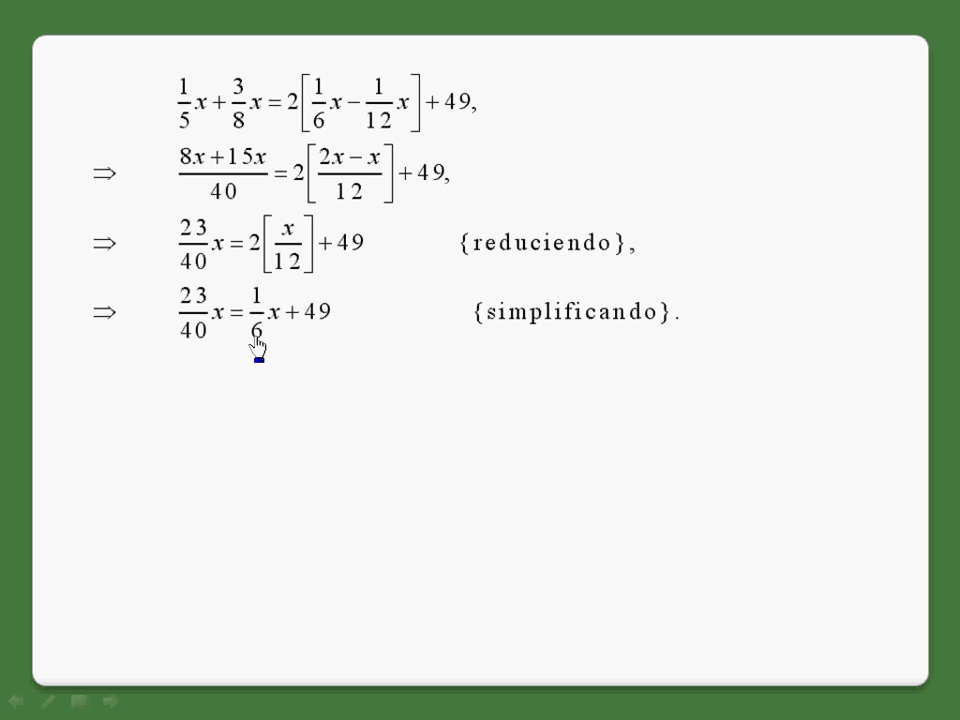 1/5 x + 3/8 x = 2[1/6 x − 1/12 x] + 49,
⇒ (8x + 15x)/40 = 2[(2x − x)/12] + 49,
⇒ 23/40 x = 2[x/12] + 49 {reduciendo},
⇒ 23/40 x = 1/6 x + 49 {simplificando}.